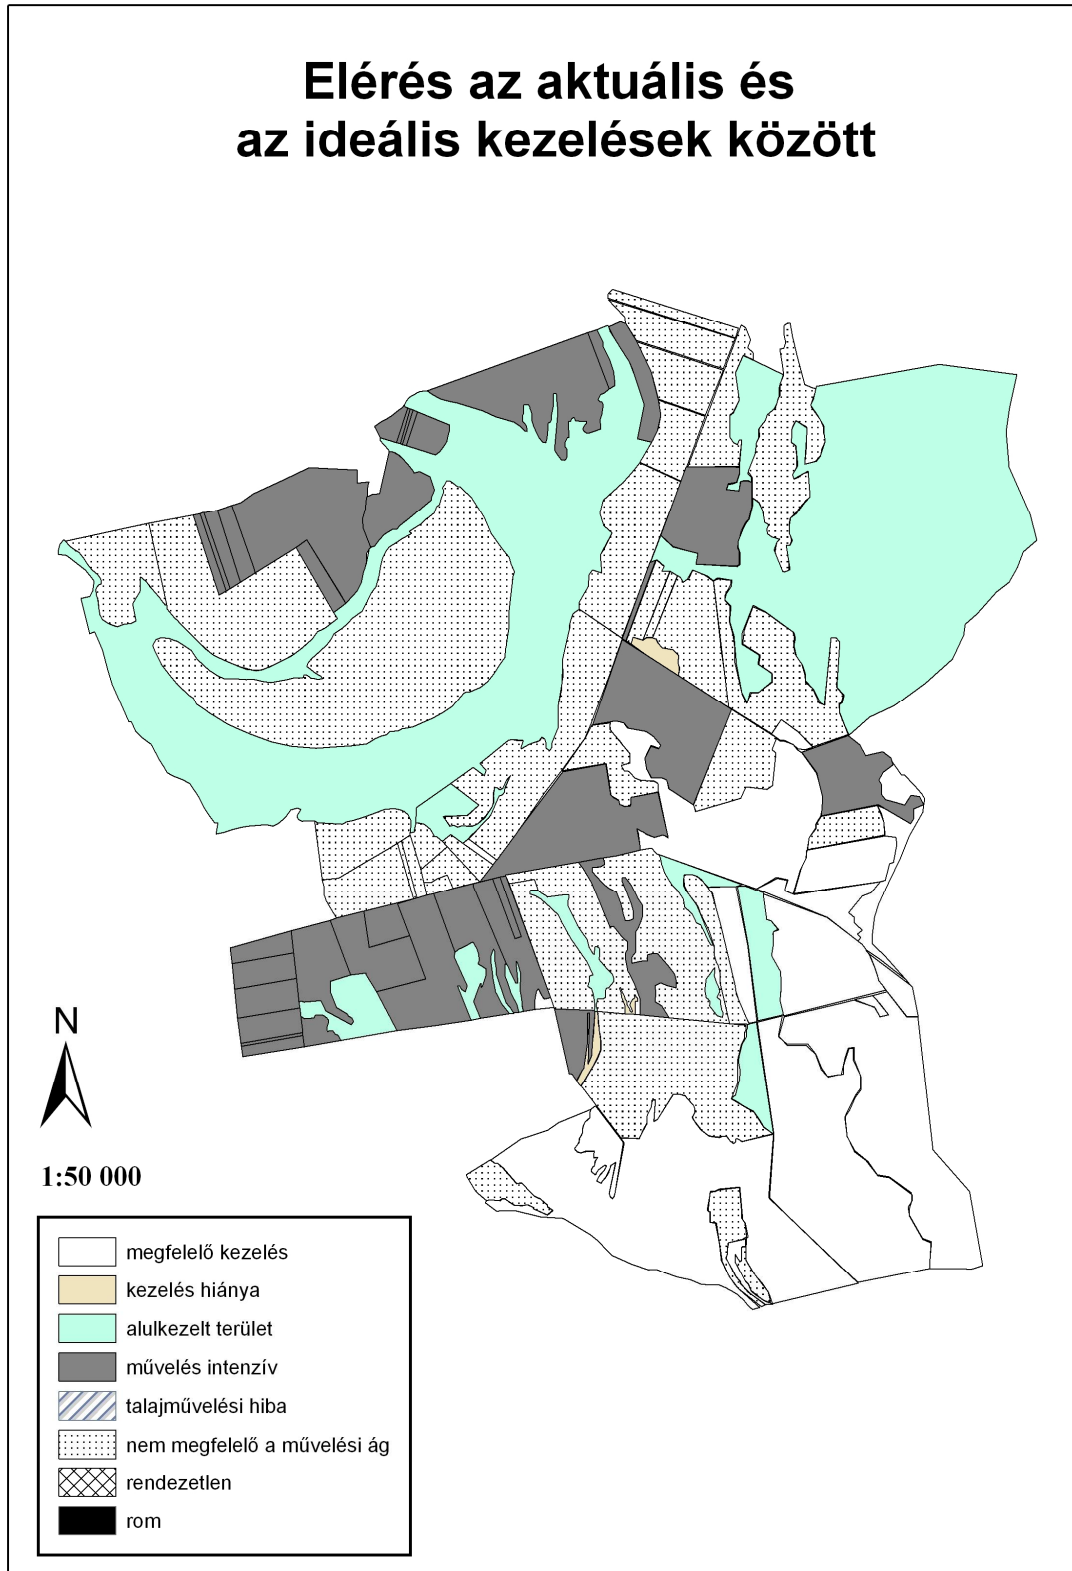 Elérés az aktuális és
az ideális kezelések között
N
1:50 000
megfelelő kezelés
kezelés hiánya
alulkezelt terület
művelés intenzív
talajművelési hiba
nem megfelelő a művelési ág
rendezetlen
rom